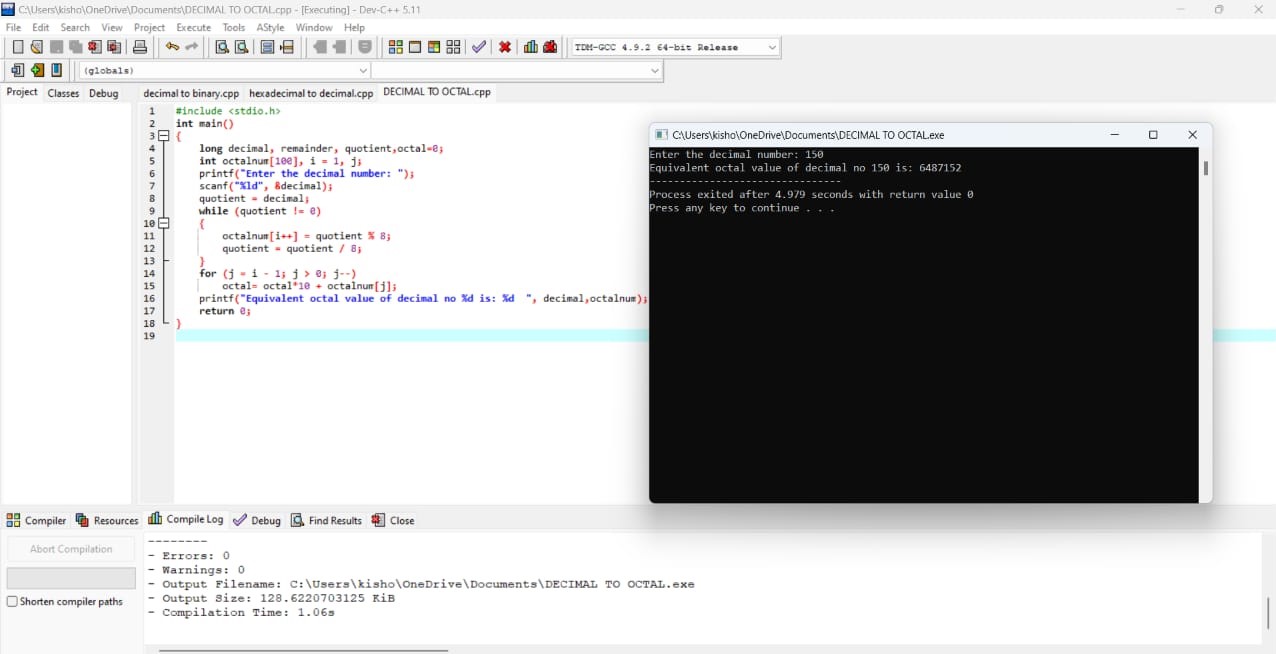 C:\Users\kisho\OneDrive\Documents\DECIMAL TO OCTAL.cpp - [Executing] - Dev-C++ 5.11
File Edit Search View Project Execute Tools AStyle Window Help
TDM-GCC 4.9.2 64-bit Release
(globals)
Project Classes Debug
decimal to binary.cpp hexadecimal to decimal.cpp DECIMAL TO OCTAL.cpp
1 #include <stdio.h>
2 int main()
3 {
4 long decimal, remainder, quotient,octal=0;
5 int octalnum[100], i = 1, j;
6 printf("Enter the decimal number: ");
7 scanf("%ld", &decimal);
8 quotient = decimal;
9 while (quotient != 0)
10 {
11 octalnum[i++] = quotient % 8;
12 quotient = quotient / 8;
13 }
14 for (j = i - 1; j > 0; j--)
15 octal= octal*10 + octalnum[j];
16 printf("Equivalent octal value of decimal no %d is: %d  ", decimal,octalnum);
17 return 0;
18 }
19
C:\Users\kisho\OneDrive\Documents\DECIMAL TO OCTAL.exe
Enter the decimal number: 150
Equivalent octal value of decimal no 150 is: 6487152
--------------------------------
Process exited after 4.979 seconds with return value 0
Press any key to continue . . .
Compiler Resources Compile Log Debug Find Results Close
Abort Compilation
Shorten compiler paths
--------
- Errors: 0
- Warnings: 0
- Output Filename: C:\Users\kisho\OneDrive\Documents\DECIMAL TO OCTAL.exe
- Output Size: 128.6220703125 KiB
- Compilation Time: 1.06s